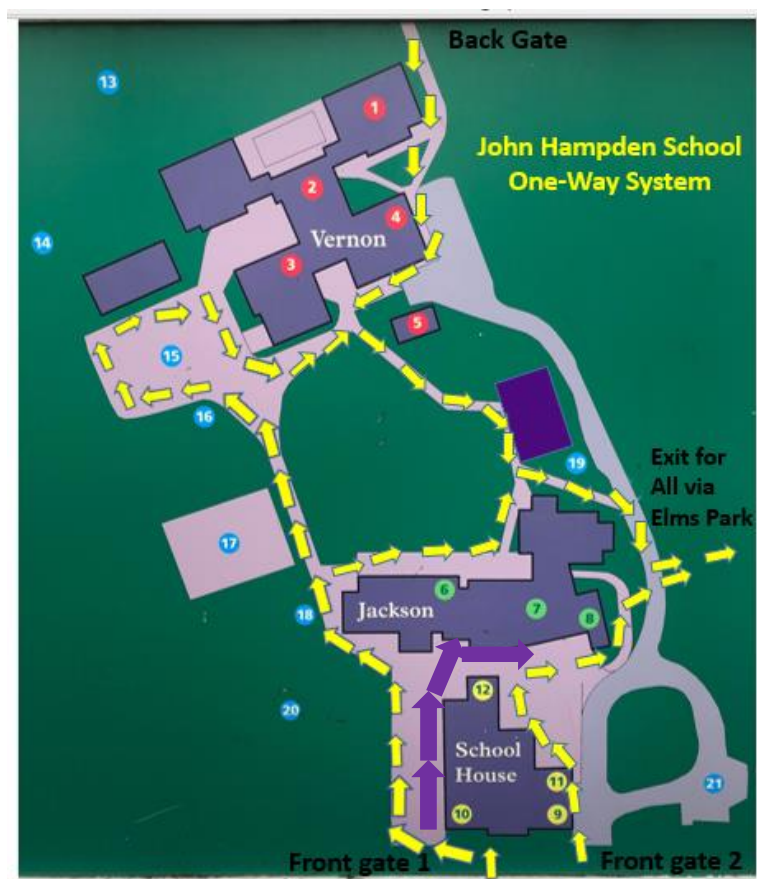 Back Gate
13
1
John Hampden School
One-Way System
2
4
14
Vernon
3
5
15
16
19
Exit for
All via
Elms Park
17
6
18
Jackson
7
8
20
12
School
House
11
21
10
9
Front gate 1
Front gate 2